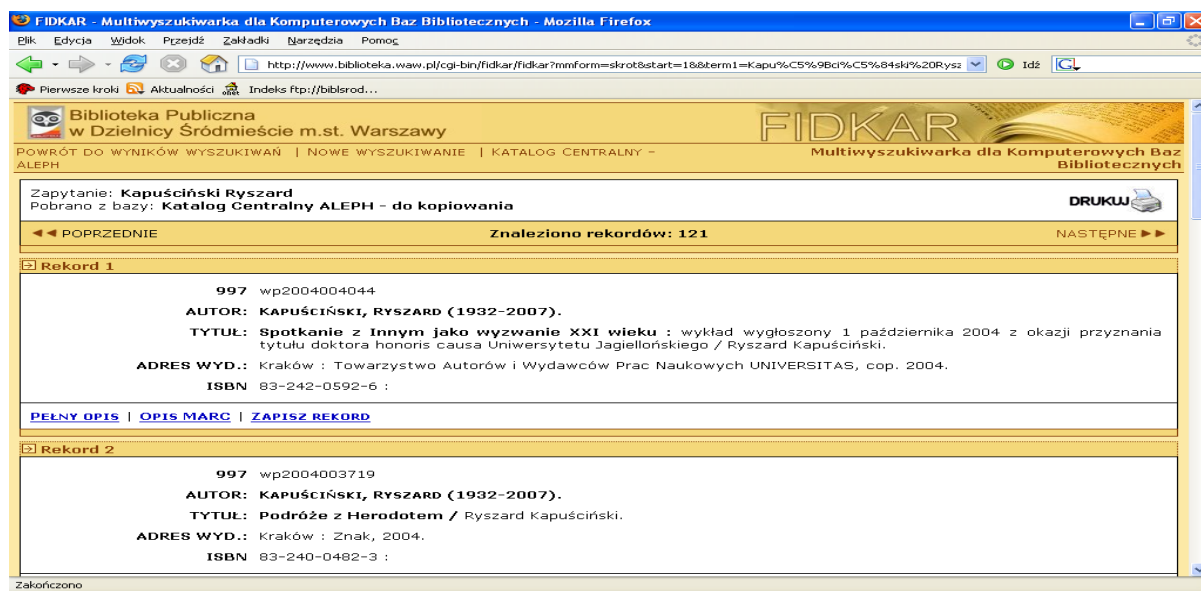 FIDKAR - Multiwyszukiwarka dla Komputerowych Baz Bibliotecznych - Mozilla Firefox
Plik Edycja Widok Przejdź Zakładki Narzędzia Pomoc
http://www.biblioteka.waw.pl/cgi-bin/fidkar/fidkar?mmform=skrot&start=18&term1=Kapu%C5%9Bci%C5%84ski%20Rysz Idź
Pierwsze kroki Aktualności Indeks ftp://biblsrod...
Biblioteka Publiczna
w Dzielnicy Śródmieście m.st. Warszawy
FIDKAR
POWRÓT DO WYNIKÓW WYSZUKIWAŃ | NOWE WYSZUKIWANIE | KATALOG CENTRALNY -
ALEPH
Multiwyszukiwarka dla Komputerowych Baz
Bibliotecznych
Zapytanie: Kapuściński Ryszard
Pobrano z bazy: Katalog Centralny ALEPH - do kopiowania
DRUKUJ
POPRZEDNIE Znaleziono rekordów: 121 NASTĘPNE
Rekord 1
997 wp2004004044
AUTOR: KAPUŚCIŃSKI, RYSZARD (1932-2007).
TYTUŁ: Spotkanie z Innym jako wyzwanie XXI wieku : wykład wygłoszony 1 października 2004 z okazji przyznania
tytułu doktora honoris causa Uniwersytetu Jagiellońskiego / Ryszard Kapuściński.
ADRES WYD.: Kraków : Towarzystwo Autorów i Wydawców Prac Naukowych UNIVERSITAS, cop. 2004.
ISBN 83-242-0592-6 :
PEŁNY OPIS | OPIS MARC | ZAPISZ REKORD
Rekord 2
997 wp2004003719
AUTOR: KAPUŚCIŃSKI, RYSZARD (1932-2007).
TYTUŁ: Podróże z Herodotem / Ryszard Kapuściński.
ADRES WYD.: Kraków : Znak, 2004.
ISBN 83-240-0482-3 :
Zakończono